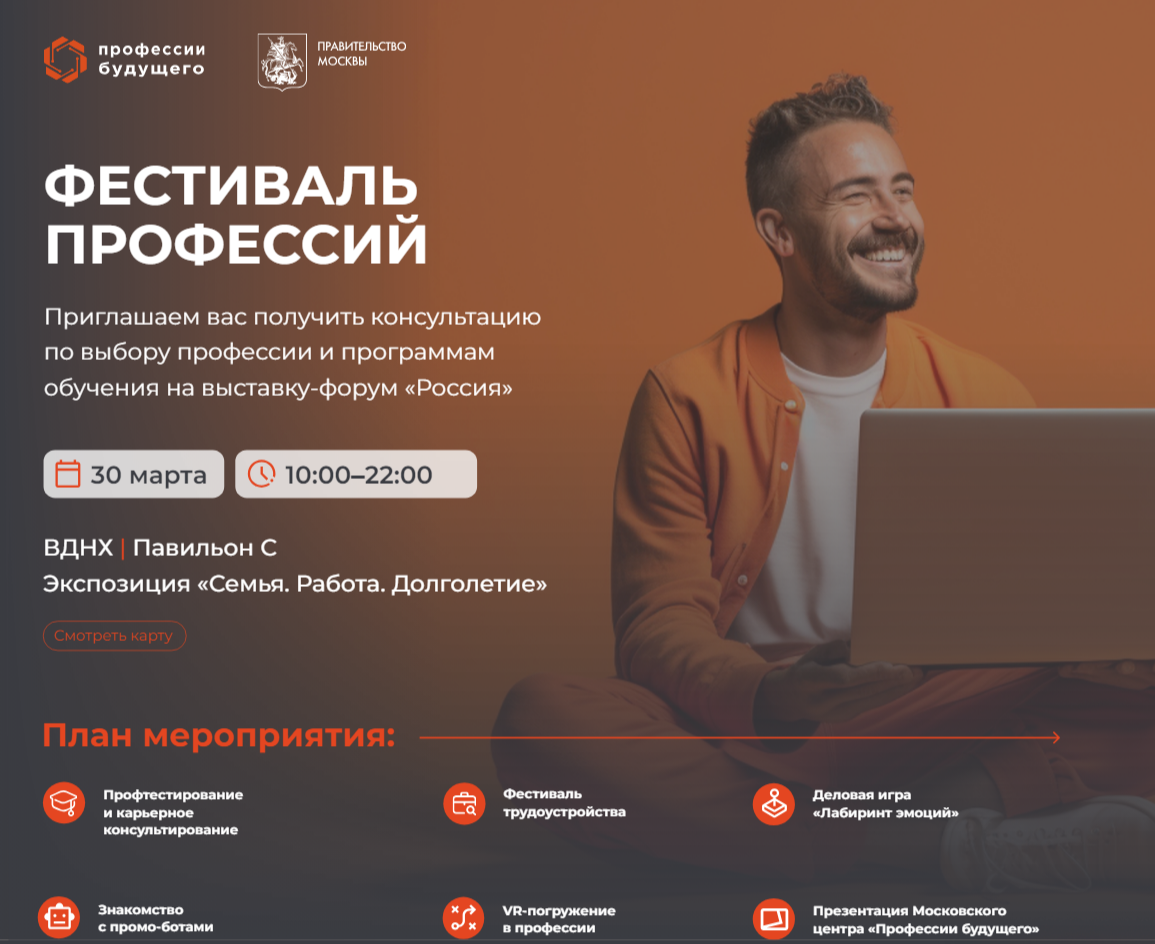 профессии
будущего
ПРАВИТЕЛЬСТВО
МОСКВЫ
ФЕСТИВАЛЬ
ПРОФЕССИЙ
Приглашаем вас получить консультацию
по выбору профессии и программам
обучения на выставку-форум «Россия»
30 марта
10:00–22:00
ВДНХ | Павильон С
Экспозиция «Семья. Работа. Долголетие»
Смотреть карту
План мероприятия:
Профтестирование
и карьерное
консультирование
Фестиваль
трудоустройства
Деловая игра
«Лабиринт эмоций»
Знакомство
с промо-ботами
VR-погружение
в профессии
Презентация Московского
центра «Профессии будущего»